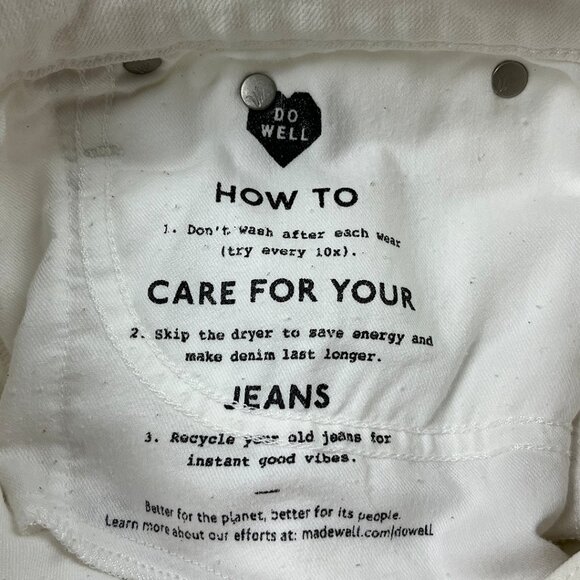 DO
WELL
HOW TO
1. Don't wash after each wear
(try every 10x).
CARE FOR YOUR
2. Skip the dryer to save energy and
make denim last longer.
JEANS
3. Recycle your old jeans for
instant good vibes.
Better for the planet, better for its people.
Learn more about our efforts at: madewell.com/dowell